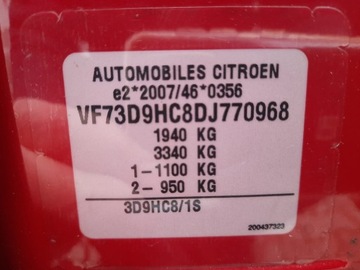 AUTOMOBILES CITROEN
e2*2007/46*0356
VF73D9HC8DJ770968
1940 KG
3340 KG
1-1100 KG
2-950 KG
3D9HC8/1S
200437323